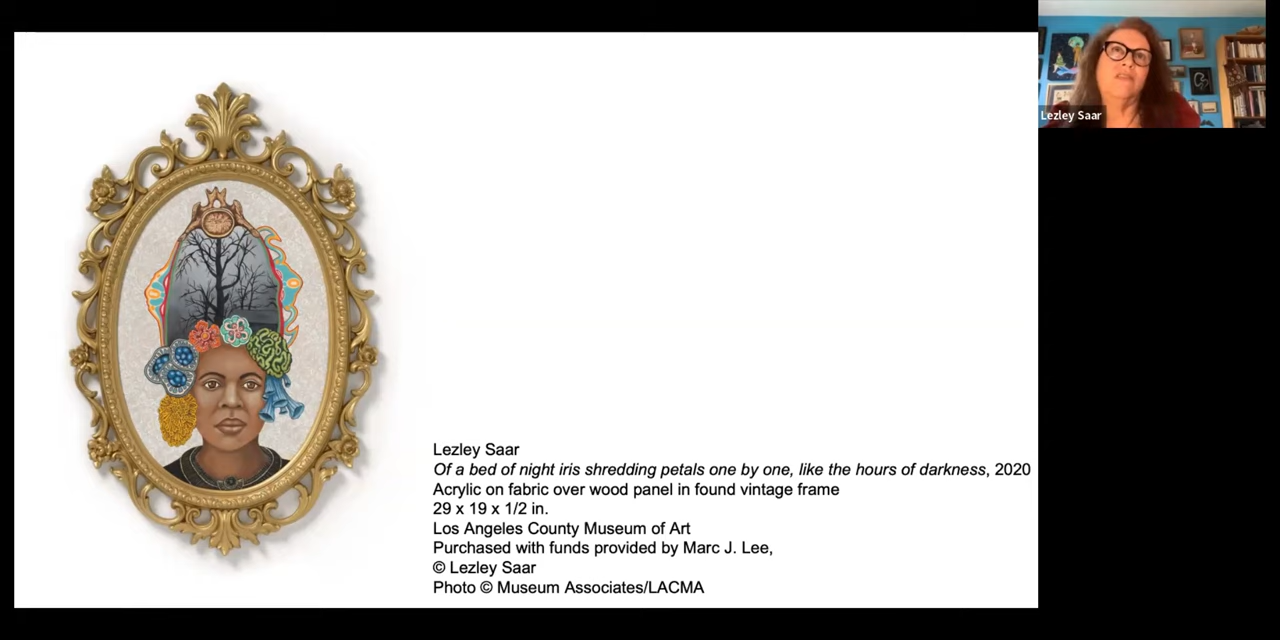 Lezley Saar
Lezley Saar
Of a bed of night iris shredding petals one by one, like the hours of darkness, 2020
Acrylic on fabric over wood panel in found vintage frame
29 x 19 x 1/2 in.
Los Angeles County Museum of Art
Purchased with funds provided by Marc J. Lee,
© Lezley Saar
Photo © Museum Associates/LACMA